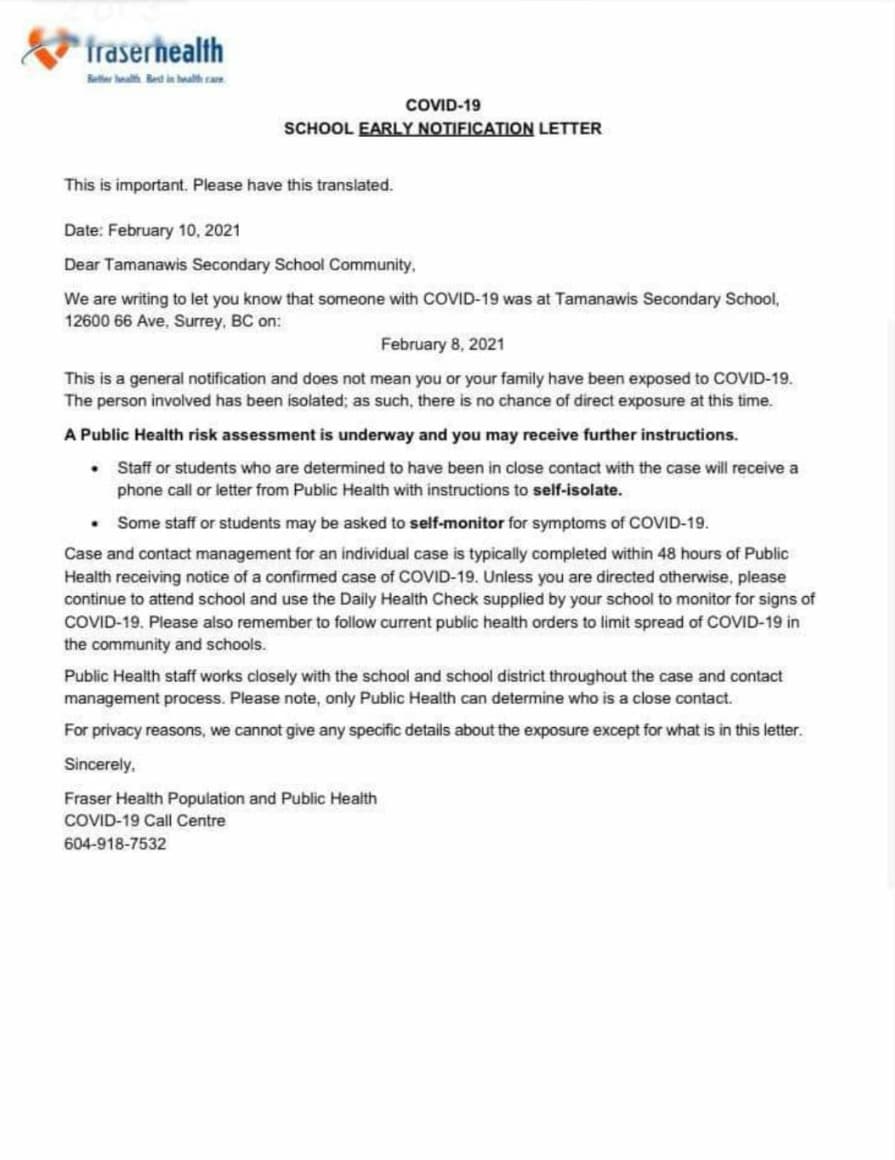 fraserhealth
Better health. Best in health care.
COVID-19
SCHOOL EARLY NOTIFICATION LETTER
This is important. Please have this translated.
Date: February 10, 2021
Dear Tamanawis Secondary School Community,
We are writing to let you know that someone with COVID-19 was at Tamanawis Secondary School,
12600 66 Ave, Surrey, BC on:
February 8, 2021
This is a general notification and does not mean you or your family have been exposed to COVID-19.
The person involved has been isolated; as such, there is no chance of direct exposure at this time.
A Public Health risk assessment is underway and you may receive further instructions.
• Staff or students who are determined to have been in close contact with the case will receive a
phone call or letter from Public Health with instructions to self-isolate.
• Some staff or students may be asked to self-monitor for symptoms of COVID-19.
Case and contact management for an individual case is typically completed within 48 hours of Public
Health receiving notice of a confirmed case of COVID-19. Unless you are directed otherwise, please
continue to attend school and use the Daily Health Check supplied by your school to monitor for signs of
COVID-19. Please also remember to follow current public health orders to limit spread of COVID-19 in
the community and schools.
Public Health staff works closely with the school and school district throughout the case and contact
management process. Please note, only Public Health can determine who is a close contact.
For privacy reasons, we cannot give any specific details about the exposure except for what is in this letter.
Sincerely,
Fraser Health Population and Public Health
COVID-19 Call Centre
604-918-7532